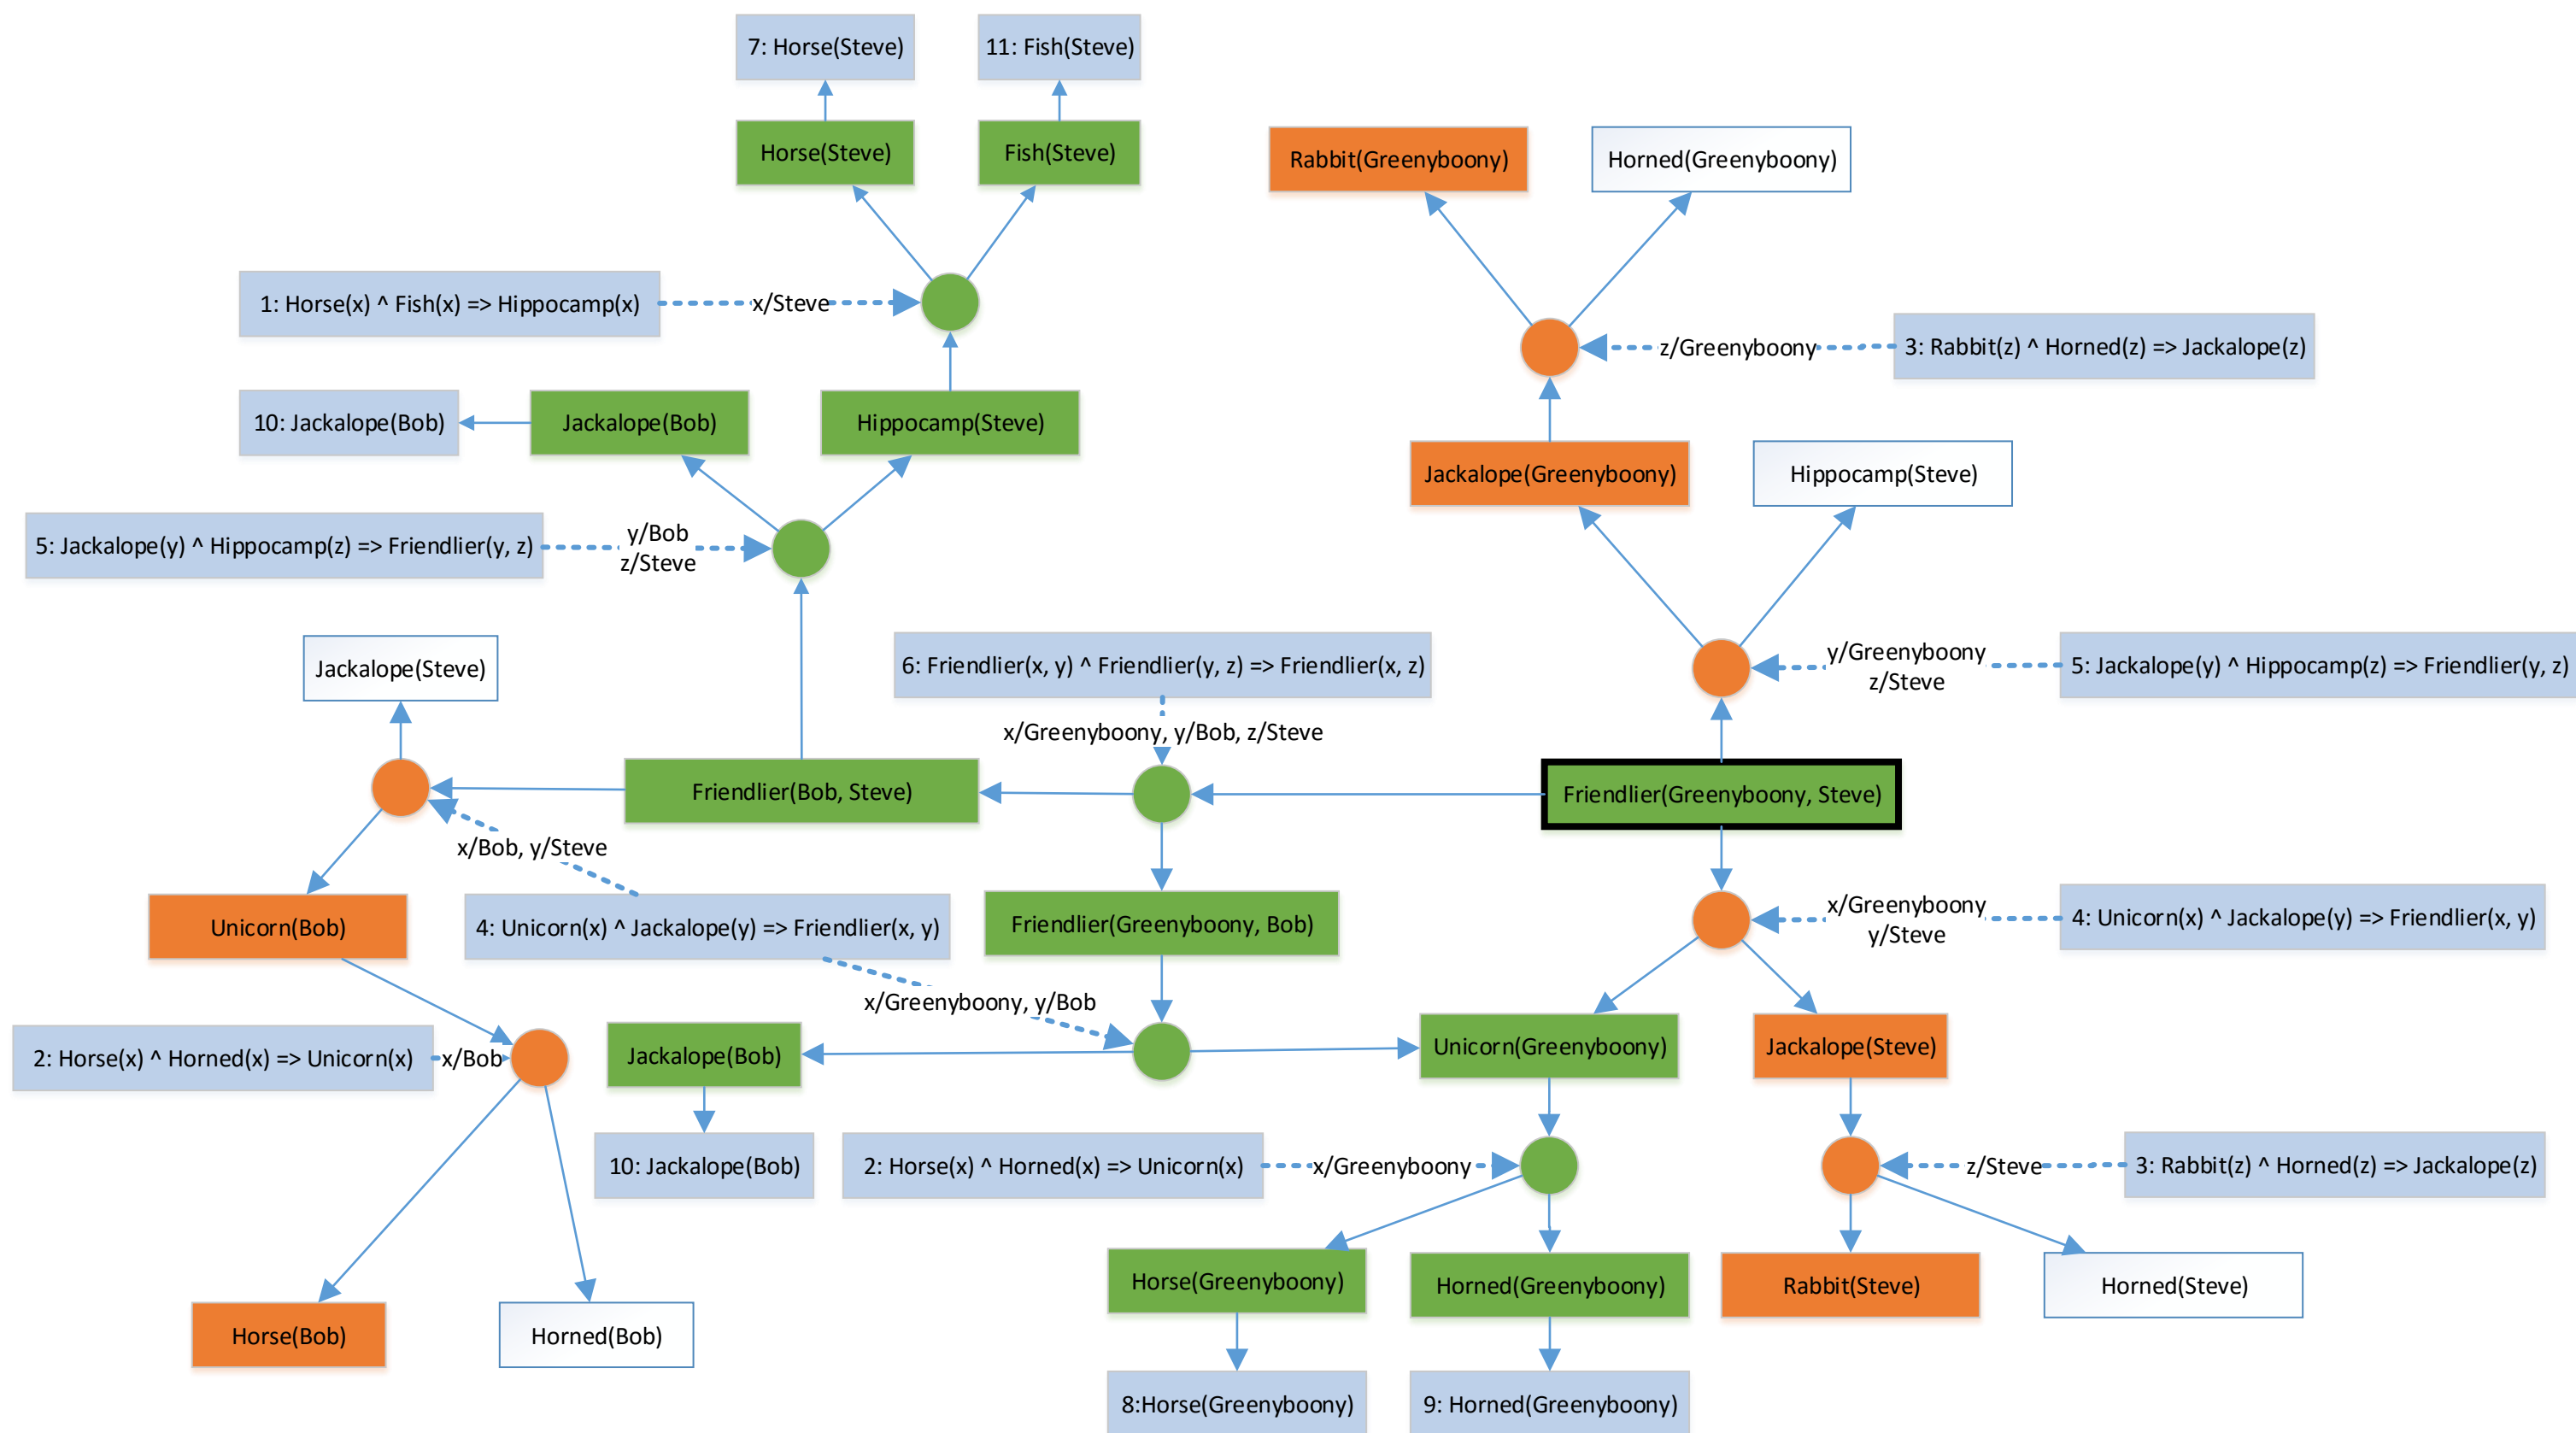 7: Horse(Steve)
11: Fish(Steve)
Horse(Steve)
Fish(Steve)
Rabbit(Greenyboony)
Horned(Greenyboony)
1: Horse(x) ^ Fish(x) => Hippocamp(x)
x/Steve
z/Greenyboony
3: Rabbit(z) ^ Horned(z) => Jackalope(z)
10: Jackalope(Bob)
Jackalope(Bob)
Hippocamp(Steve)
Jackalope(Greenyboony)
Hippocamp(Steve)
5: Jackalope(y) ^ Hippocamp(z) => Friendlier(y, z)
y/Bob
z/Steve
Jackalope(Steve)
6: Friendlier(x, y) ^ Friendlier(y, z) => Friendlier(x, z)
y/Greenyboony
z/Steve
5: Jackalope(y) ^ Hippocamp(z) => Friendlier(y, z)
x/Greenyboony, y/Bob, z/Steve
Friendlier(Bob, Steve)
Friendlier(Greenyboony, Steve)
x/Bob, y/Steve
Unicorn(Bob)
4: Unicorn(x) ^ Jackalope(y) => Friendlier(x, y)
Friendlier(Greenyboony, Bob)
x/Greenyboony
y/Steve
4: Unicorn(x) ^ Jackalope(y) => Friendlier(x, y)
x/Greenyboony, y/Bob
2: Horse(x) ^ Horned(x) => Unicorn(x)
x/Bob
Jackalope(Bob)
Unicorn(Greenyboony)
Jackalope(Steve)
10: Jackalope(Bob)
2: Horse(x) ^ Horned(x) => Unicorn(x)
x/Greenyboony
z/Steve
3: Rabbit(z) ^ Horned(z) => Jackalope(z)
Horse(Bob)
Horned(Bob)
Horse(Greenyboony)
Horned(Greenyboony)
Rabbit(Steve)
Horned(Steve)
8:Horse(Greenyboony)
9: Horned(Greenyboony)